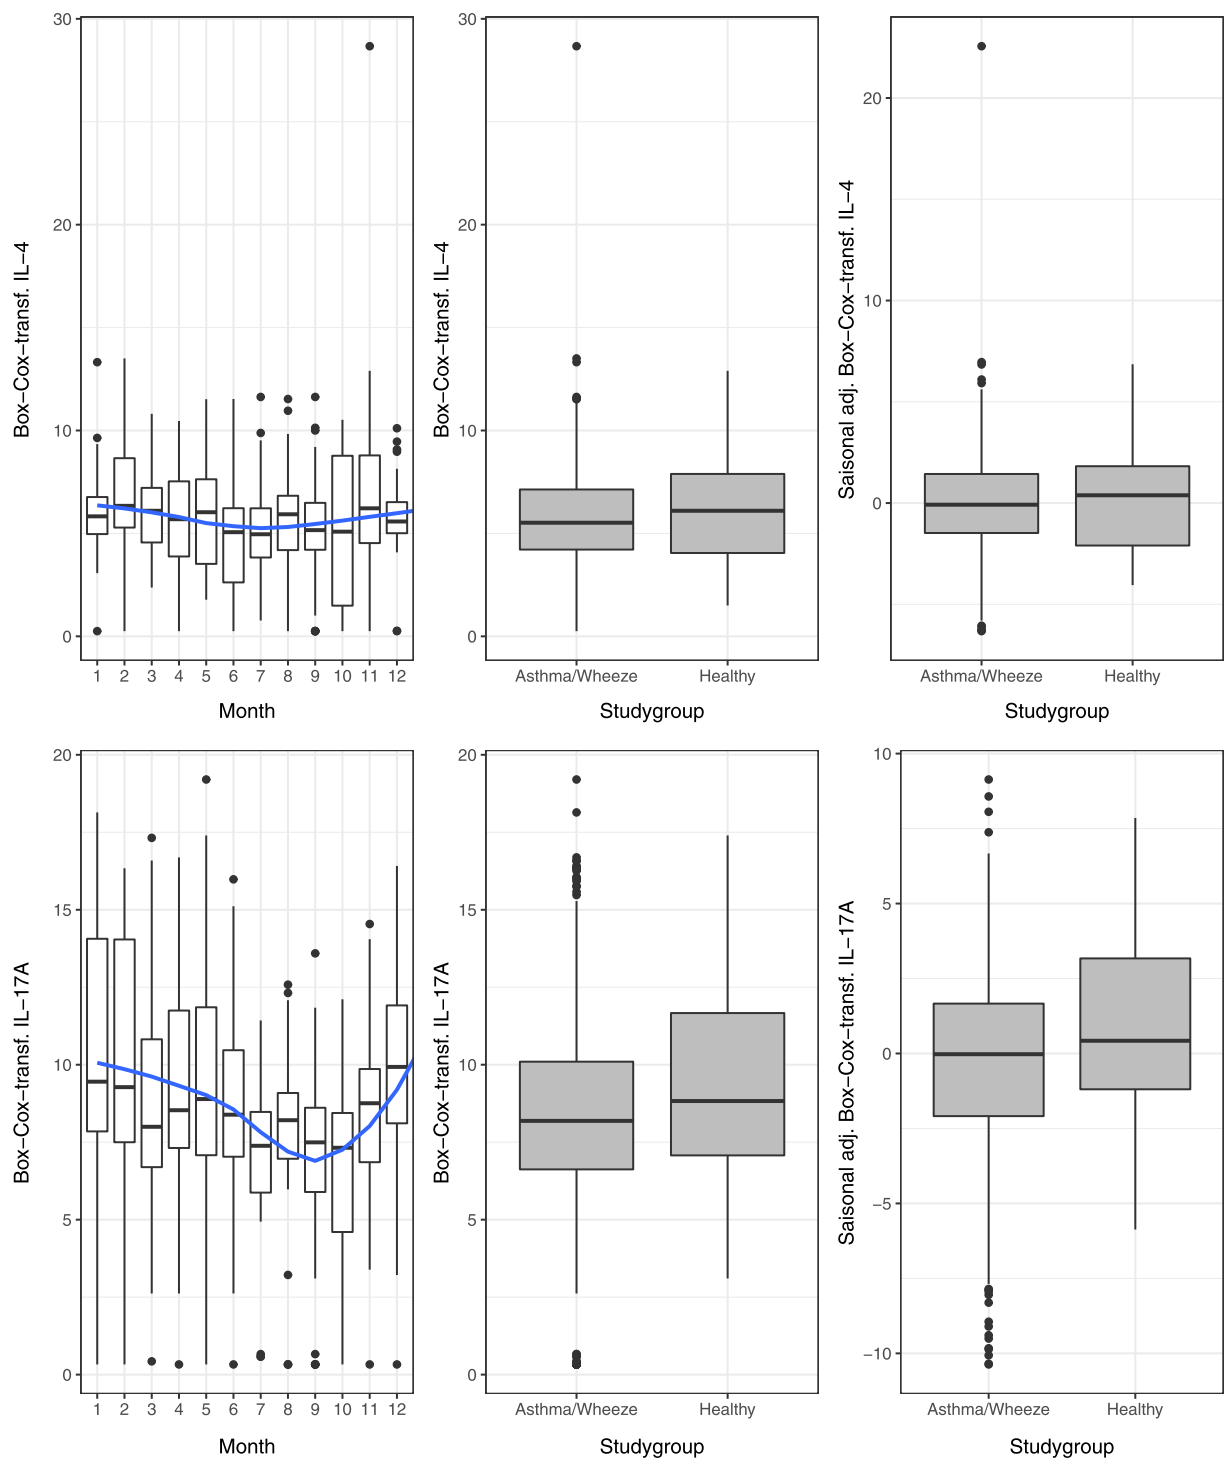 Box−Cox−transf. IL−4
30
20
10
0
1 2 3 4 5 6 7 8 9 10 11 12
Month
Box−Cox−transf. IL−4
30
20
10
0
Asthma/Wheeze Healthy
Studygroup
Saisonal adj. Box−Cox−transf. IL−4
20
10
0
Asthma/Wheeze Healthy
Studygroup
Box−Cox−transf. IL−17A
20
15
10
5
0
1 2 3 4 5 6 7 8 9 10 11 12
Month
Box−Cox−transf. IL−17A
20
15
10
5
0
Asthma/Wheeze Healthy
Studygroup
Saisonal adj. Box−Cox−transf. IL−17A
10
5
0
−5
−10
Asthma/Wheeze Healthy
Studygroup